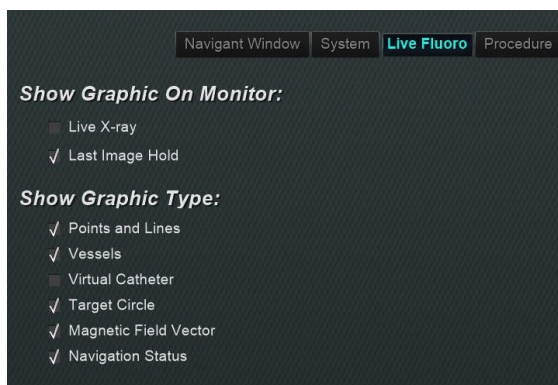 Navigant Window System Live Fluoro Procedure
Show Graphic On Monitor:
Live X-ray
Last Image Hold
Show Graphic Type:
Points and Lines
Vessels
Virtual Catheter
Target Circle
Magnetic Field Vector
Navigation Status